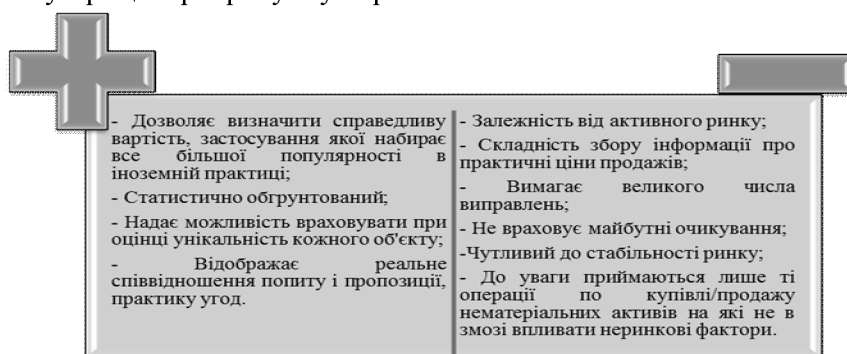 - Дозволяє визначити справедливу
вартість, застосування якої набирає
все більшої популярності в
іноземній практиці;
- Статистично обгрунтований;
- Надає можливість враховувати при
оцінці унікальність кожного об'єкту;
- Відображає реальне
співвідношення попиту і пропозиції,
практику угод.
- Залежність від активного ринку;
- Складність збору інформації про
практичні ціни продажів;
- Вимагає великого числа
виправлень;
- Не враховує майбутні очикування;
-Чутливий до стабільності ринку;
- До уваги приймаються лише ті
операції по купівлі/продажу
нематеріальних активів на які не в
змозі впливати неринкові фактори.